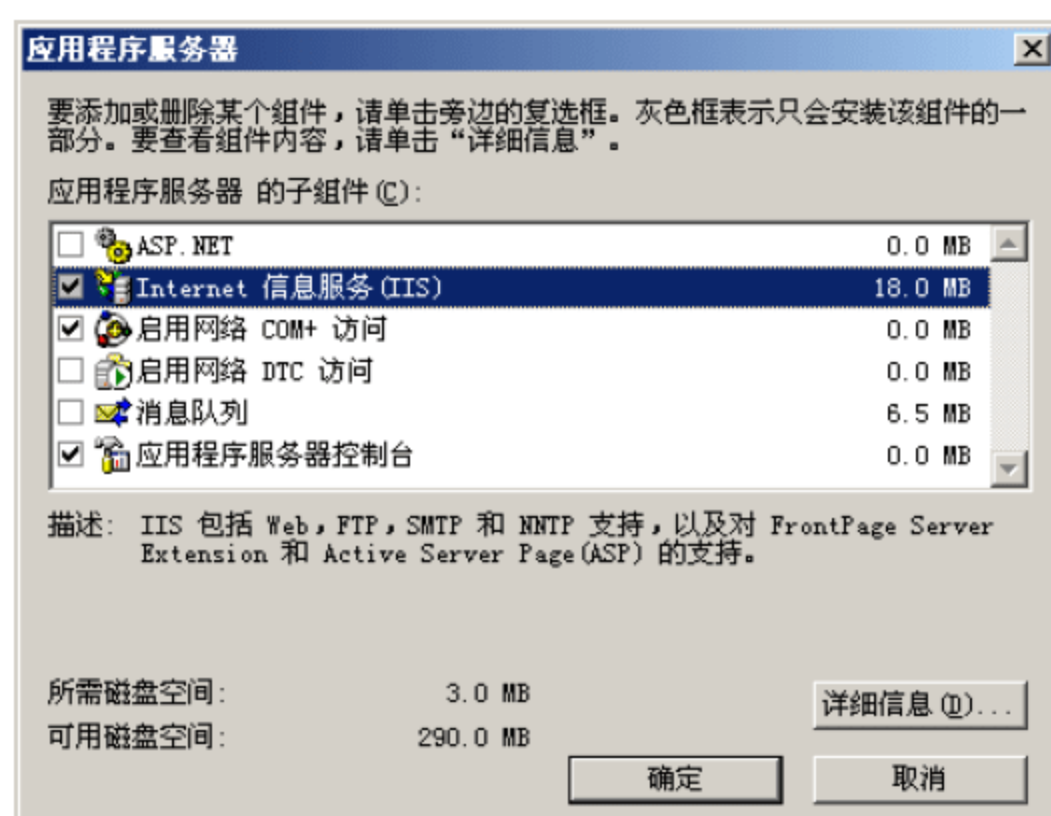 应用程序服务器
要添加或删除某个组件，请单击旁边的复选框。灰色框表示只会安装该组件的一
部分。要查看组件内容，请单击“详细信息”。
应用程序服务器 的子组件(C):
ASP.NET 0.0 MB
Internet 信息服务(IIS) 18.0 MB
启用网络 COM+ 访问 0.0 MB
启用网络 DTC 访问 0.0 MB
消息队列 6.5 MB
应用程序服务器控制台 0.0 MB
描述: IIS 包括 Web，FTP，SMTP 和 NNTP 支持，以及对 FrontPage Server
Extension 和 Active Server Page(ASP) 的支持。
所需磁盘空间: 3.0 MB
详细信息(D)...
可用磁盘空间: 290.0 MB
确定 取消